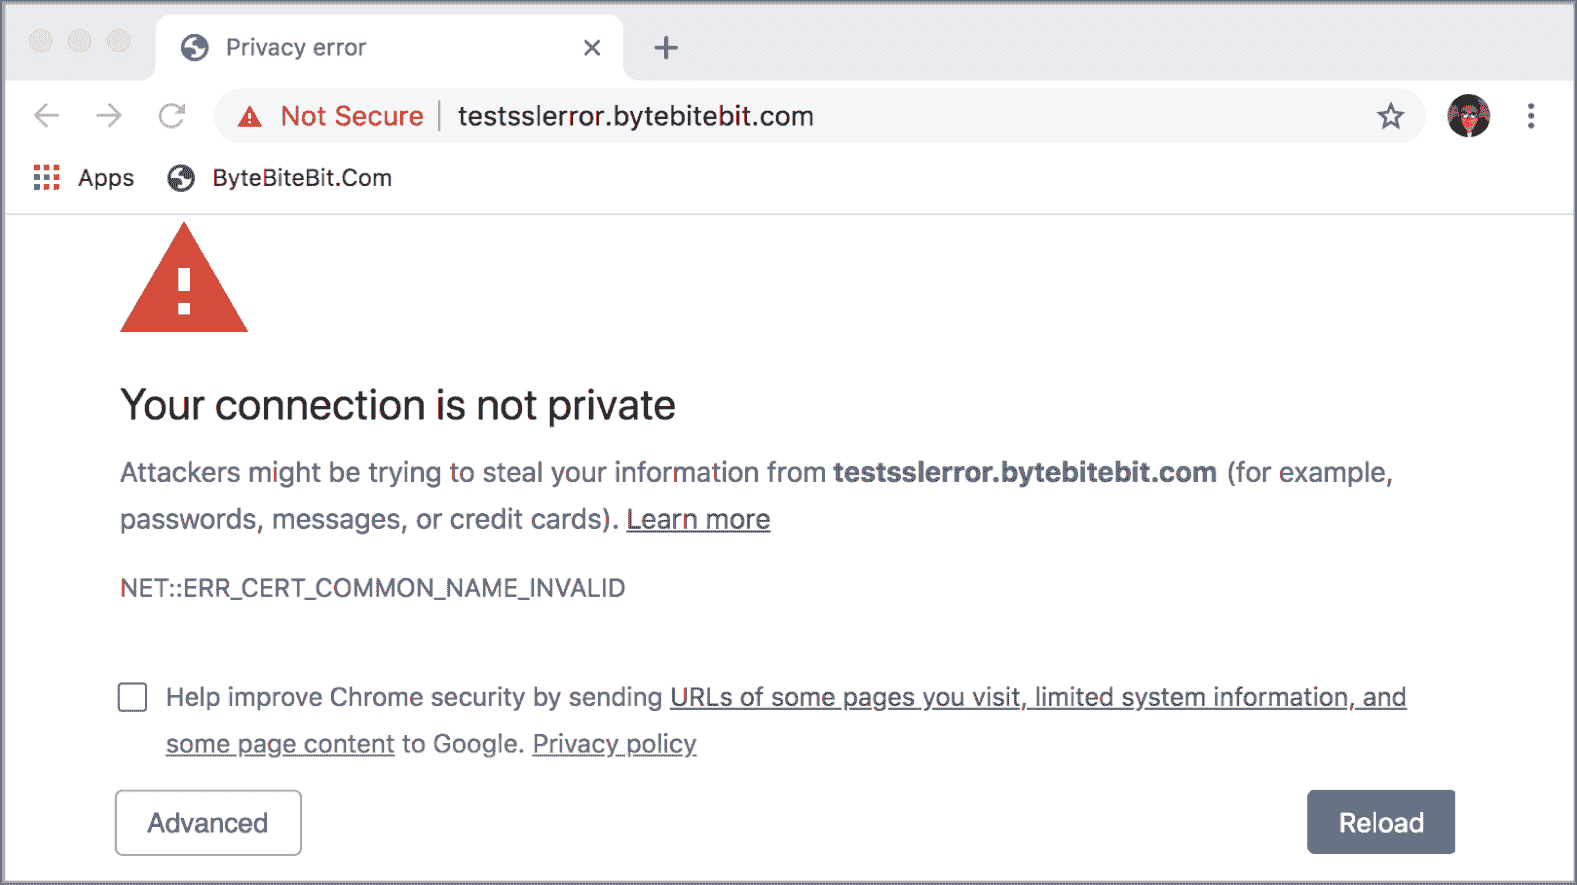 Privacy error
Not Secure testsslerror.bytebitebit.com
Apps ByteBiteBit.Com
Your connection is not private
Attackers might be trying to steal your information from testsslerror.bytebitebit.com (for example,
passwords, messages, or credit cards). Learn more
NET::ERR_CERT_COMMON_NAME_INVALID
Help improve Chrome security by sending URLs of some pages you visit, limited system information, and
some page content to Google. Privacy policy
Advanced Reload